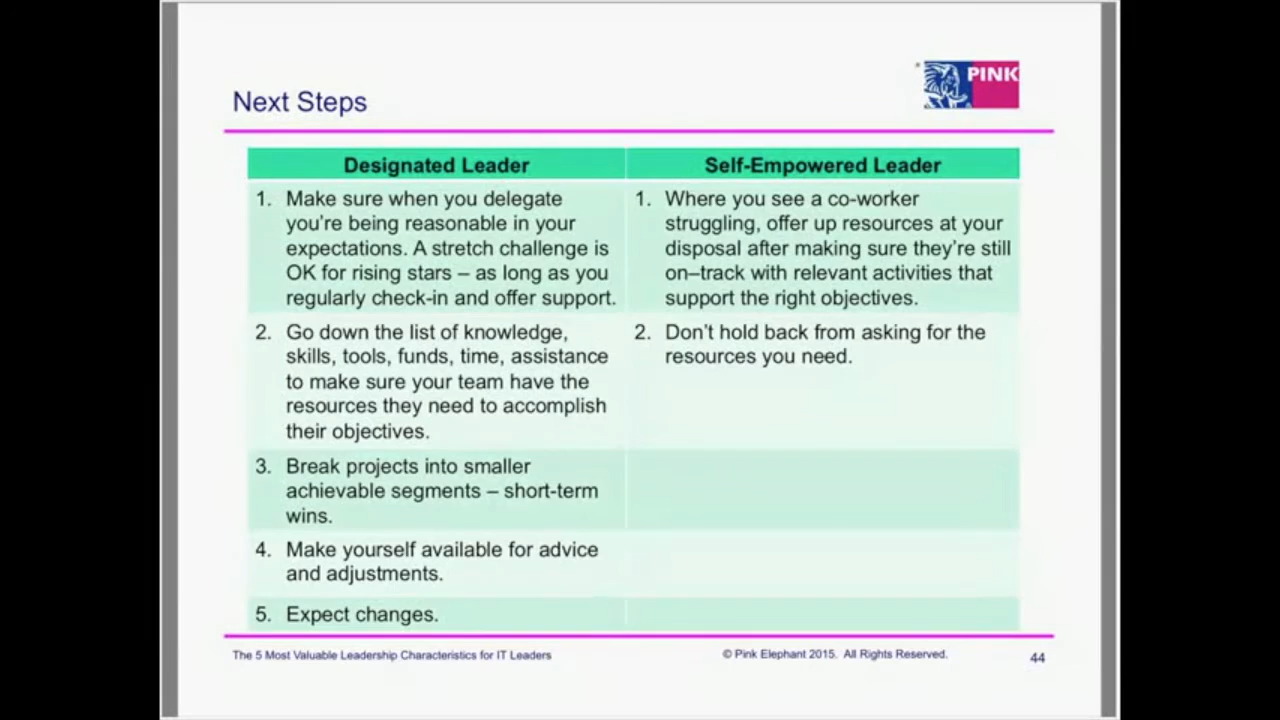 PINK
Next Steps
Designated Leader
Self-Empowered Leader
1. Make sure when you delegate
you're being reasonable in your
expectations. A stretch challenge is
OK for rising stars – as long as you
regularly check-in and offer support.
1. Where you see a co-worker
struggling, offer up resources at your
disposal after making sure they're still
on–track with relevant activities that
support the right objectives.
2. Go down the list of knowledge,
skills, tools, funds, time, assistance
to make sure your team have the
resources they need to accomplish
their objectives.
2. Don't hold back from asking for the
resources you need.
3. Break projects into smaller
achievable segments – short-term
wins.
4. Make yourself available for advice
and adjustments.
5. Expect changes.
The 5 Most Valuable Leadership Characteristics for IT Leaders
© Pink Elephant 2015. All Rights Reserved.
44